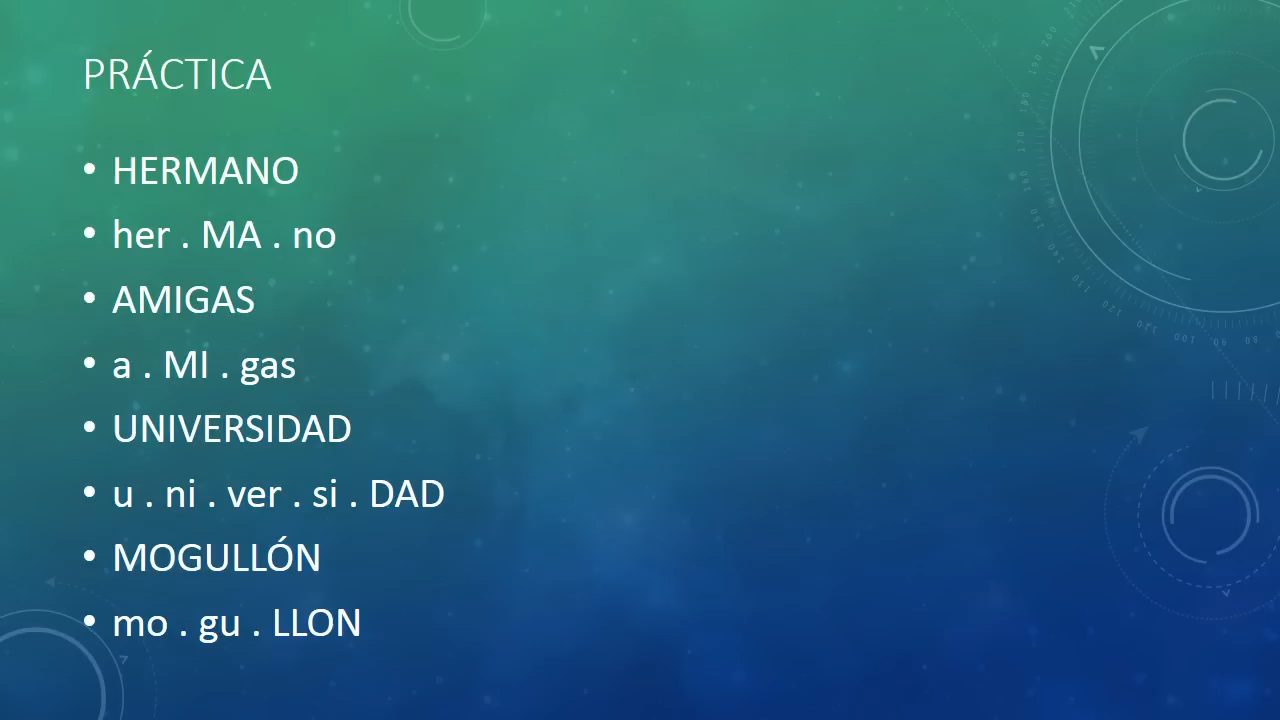 PRÁCTICA
• HERMANO
• her . MA . no
• AMIGAS
• a . MI . gas
• UNIVERSIDAD
• u . ni . ver . si . DAD
• MOGULLÓN
• mo . gu . LLON